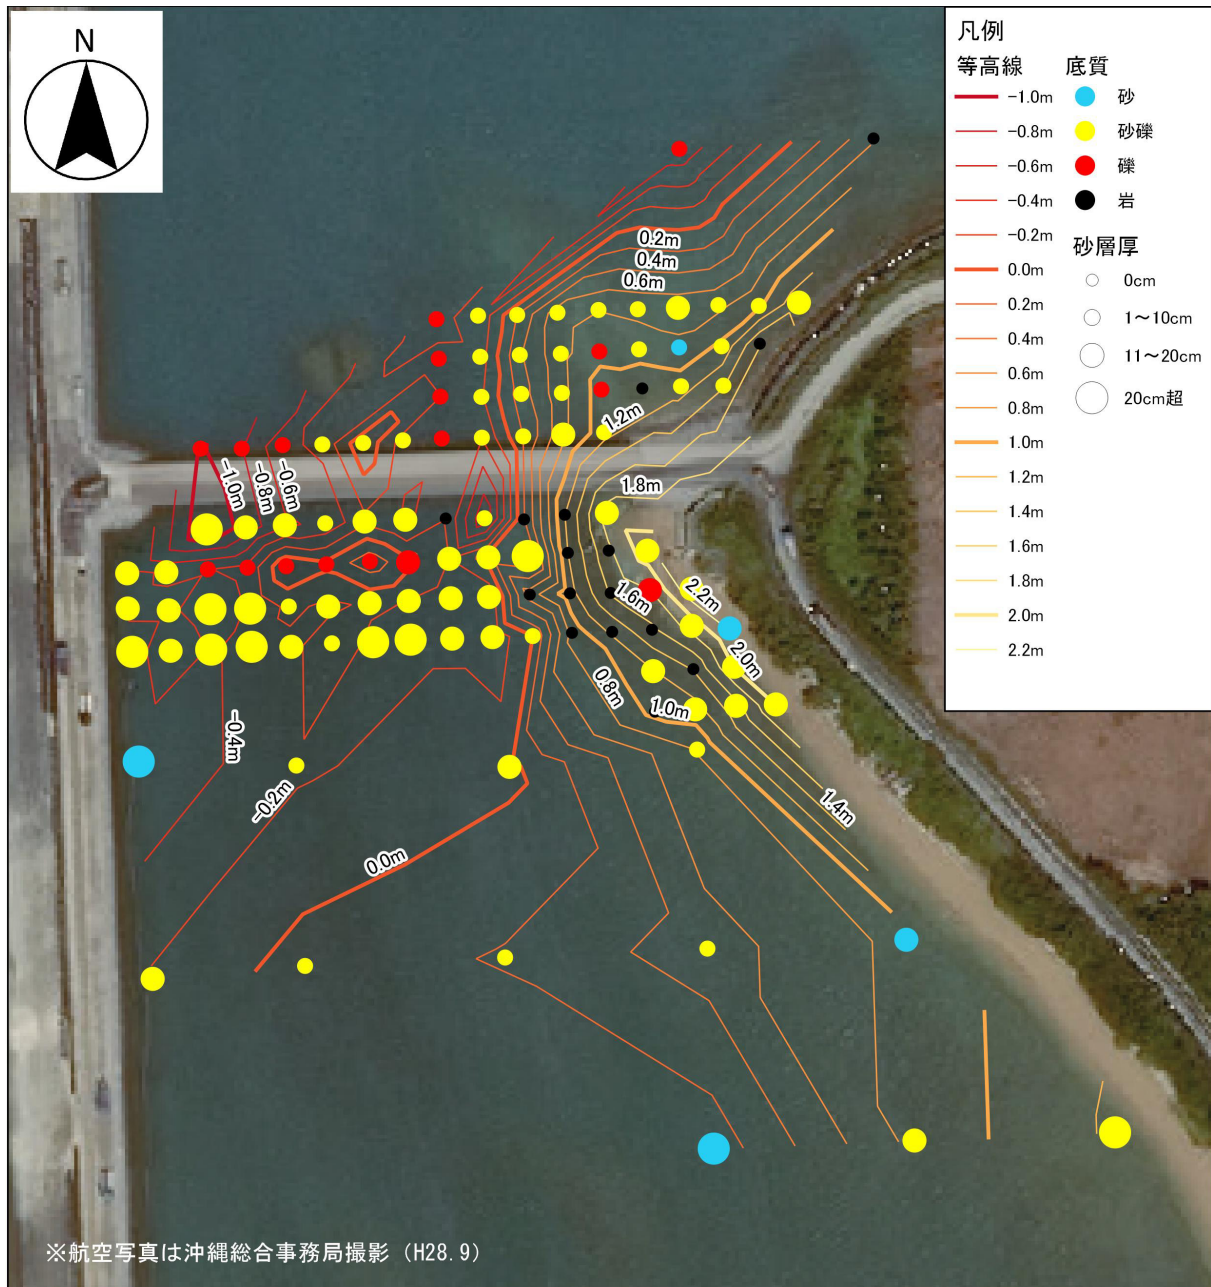 N
凡例
等高線 底質
-1.0m 砂
-0.8m 砂礫
-0.6m 礫
-0.4m 岩
-0.2m
砂層厚
0.0m 0cm
0.2m 1～10cm
0.4m 11～20cm
0.6m 20cm超
0.8m
1.0m
1.2m
1.4m
1.6m
1.8m
2.0m
2.2m
0.2m
0.4m
0.6m
1.2m
-1.0m
-0.8m
-0.6m
1.8m
2.2m
1.6m
2.0m
0.8m
1.0m
-0.4m
-0.2m
1.4m
0.0m
※航空写真は沖縄総合事務局撮影（H28.9）